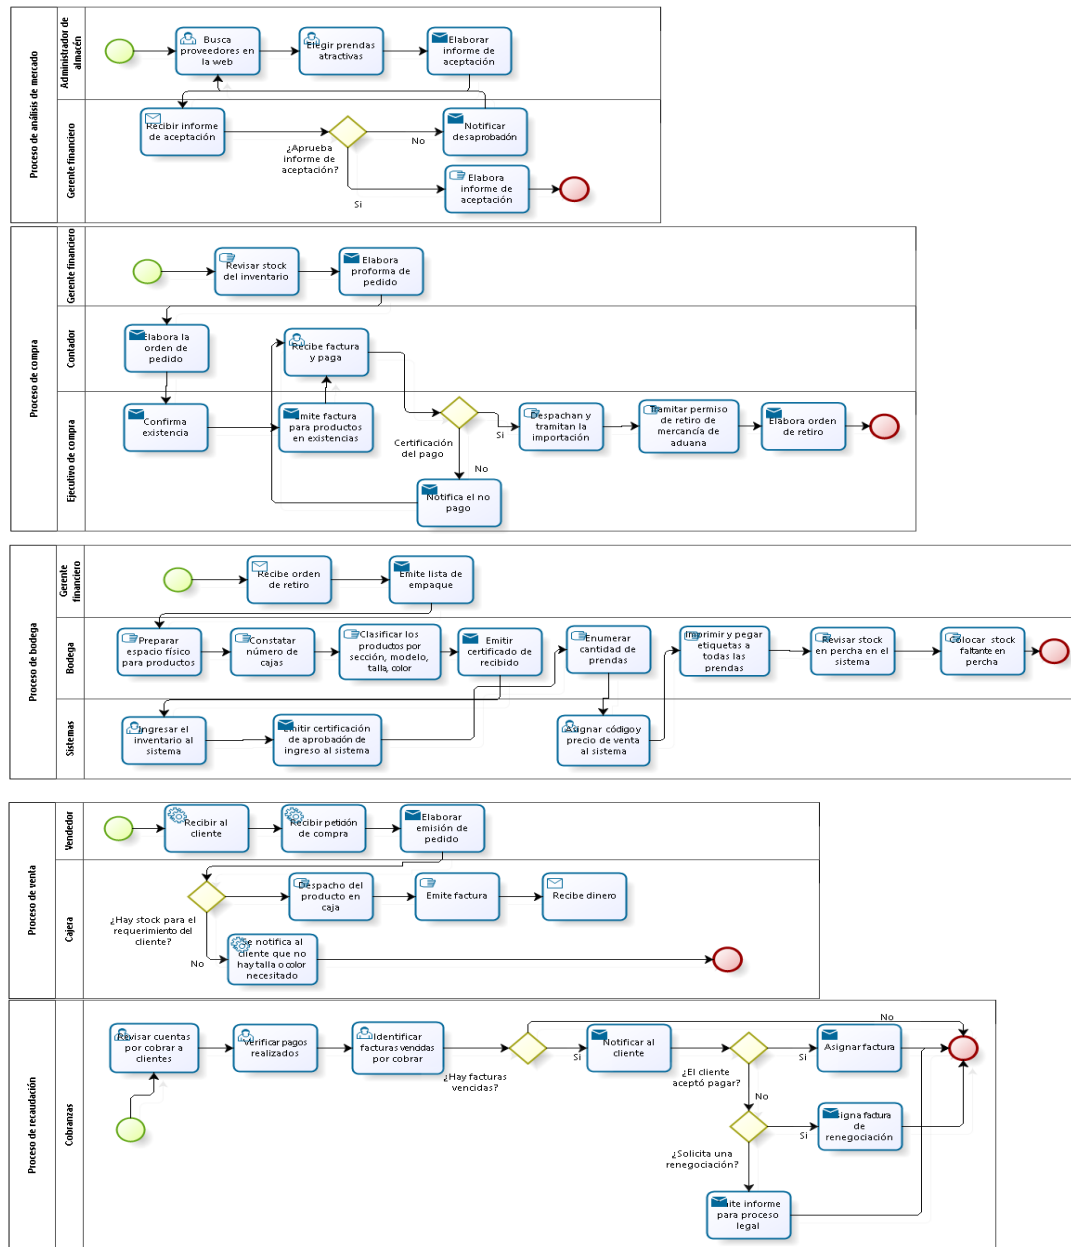 Proceso de análisis de mercado
Administrador de
almacén
Busca
proveedores en
la web
Elegir prendas
atractivas
Elaborar
informe de
aceptación
Gerente financiero
Recibir informe
de aceptación
¿Aprueba
informe de
aceptación?
No
Notificar
desaprobación
Si
Elabora
informe de
aceptación
Proceso de compra
Gerente financiero
Revisar stock
del inventario
Elabora
proforma de
pedido
Contador
Elabora la
orden de
pedido
Recibe factura
y paga
Ejecutivo de compra
Confirma
existencia
Emite factura
para productos
en existencias
Certificación
del pago
Si
No
Despachan y
tramitan la
importación
Tramitar permiso
de retiro de
mercancía de
aduana
Elabora orden
de retiro
Notifica el no
pago
Proceso de bodega
Gerente
financiero
Recibe orden
de retiro
Emite lista de
empaque
Bodega
Preparar
espacio físico
para productos
Constatar
número de
cajas
Clasificar los
productos por
sección, modelo,
talla, color
Emitir
certificado de
recibido
Enumerar
cantidad de
prendas
Imprimir y pegar
etiquetas a
todas las
prendas
Revisar stock
en percha en el
sistema
Colocar stock
faltante en
percha
Sistemas
Ingresar el
inventario al
sistema
Emitir certificación
de aprobación de
ingreso al sistema
Asignar código y
precio de venta
al sistema
Proceso de venta
Vendedor
Recibir al
cliente
Recibir petición
de compra
Elaborar
emisión de
pedido
Cajera
¿Hay stock para el
requerimiento del
cliente?
Despacho del
producto en
caja
Emite factura
Recibe dinero
No
Se notifica al
cliente que no
hay talla o color
necesitado
Proceso de recaudación
Cobranzas
Revisar cuentas
por cobrar a
clientes
Verificar pagos
realizados
Identificar
facturas vencidas
por cobrar
¿Hay facturas
vencidas?
No
Si
Notificar al
cliente
¿El cliente
aceptó pagar?
Si
Asignar factura
No
¿Solicita una
renegociación?
Si
Asigna factura
de
renegociación
Emite informe
para proceso
legal